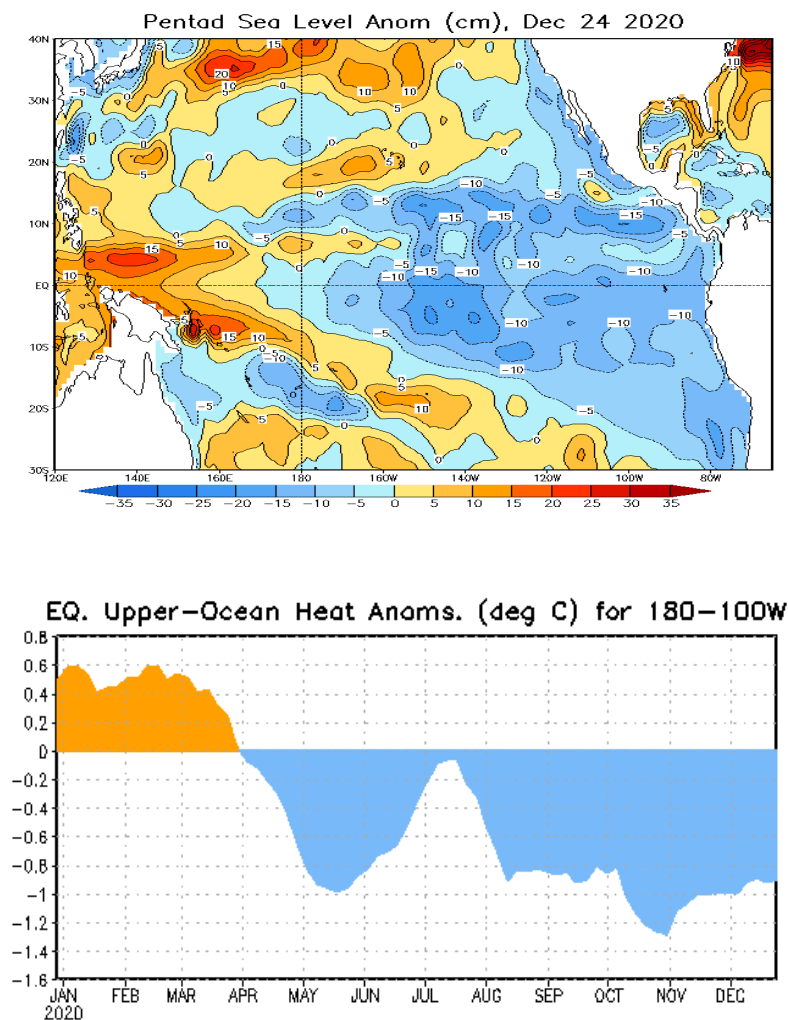 Pentad Sea Level Anom (cm), Dec 24 2020
40N
30N
20N
10N
EQ
10S
20S
30S
120E 140E 160E 180 160W 140W 120W 100W 80W
−35 −30 −25 −20 −15 −10 −5 0 5 10 15 20 25 30 35
EQ. Upper−Ocean Heat Anoms. (deg C) for 180−100W
0.8
0.6
0.4
0.2
0
−0.2
−0.4
−0.6
−0.8
−1
−1.2
−1.4
−1.6
JAN FEB MAR APR MAY JUN JUL AUG SEP OCT NOV DEC
2020